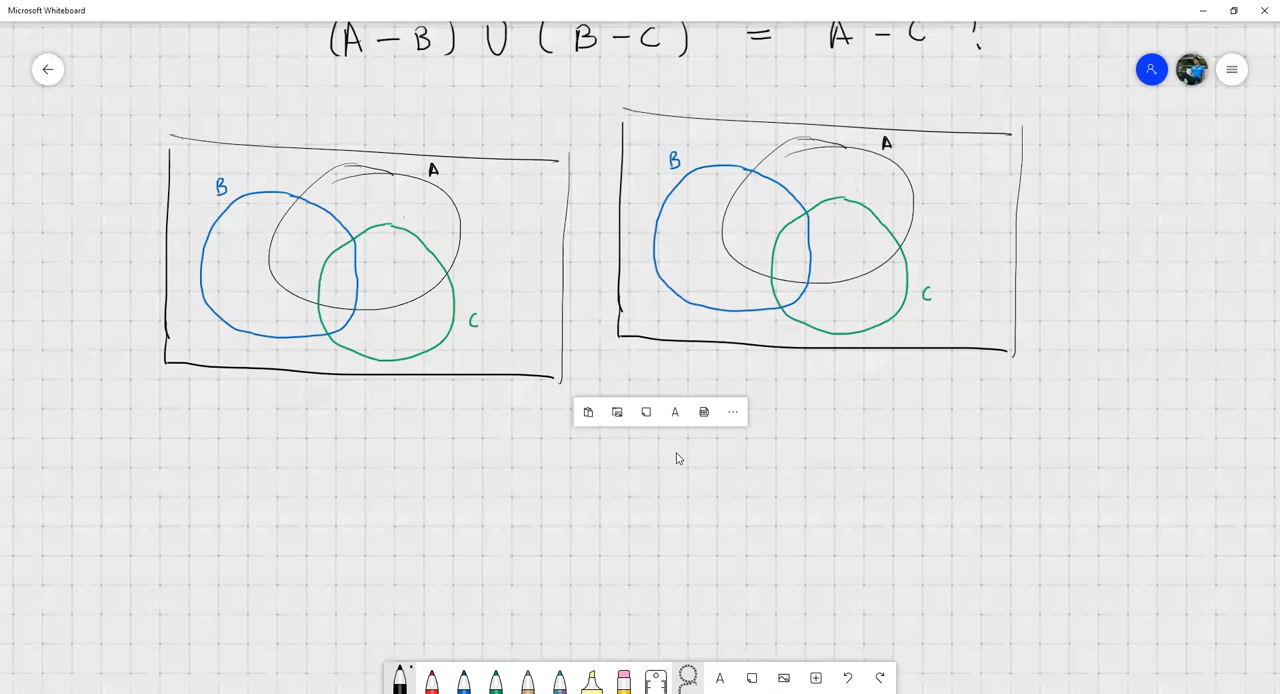 Microsoft Whiteboard
(A - B) ∪ (B - C) = A - C ?
B
A
C
B
A
C